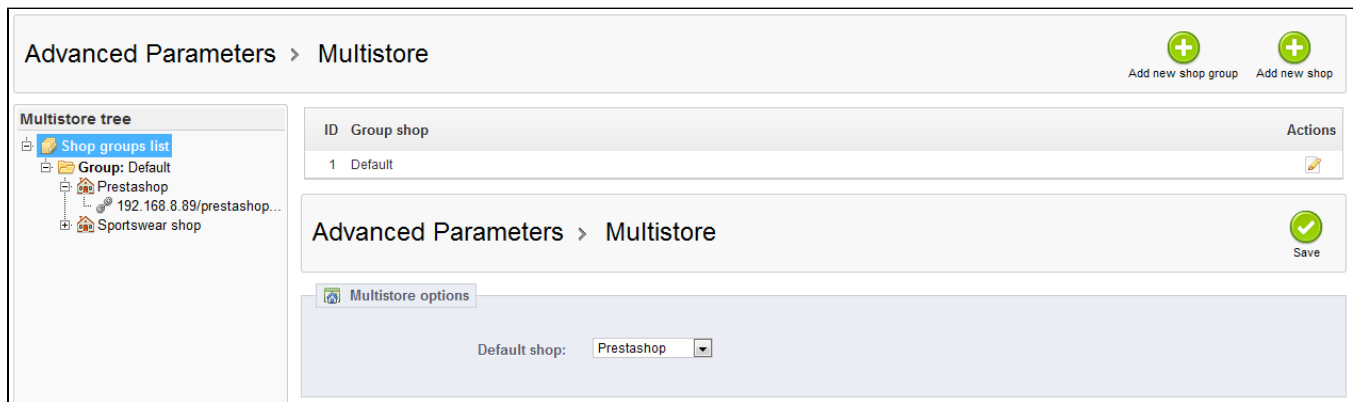 Advanced Parameters > Multistore
Add new shop group
Add new shop
Multistore tree
Shop groups list
Group: Default
Prestashop
192.168.8.89/prestashop...
Sportswear shop
ID Group shop Actions
1 Default
Advanced Parameters > Multistore
Save
Multistore options
Default shop: Prestashop